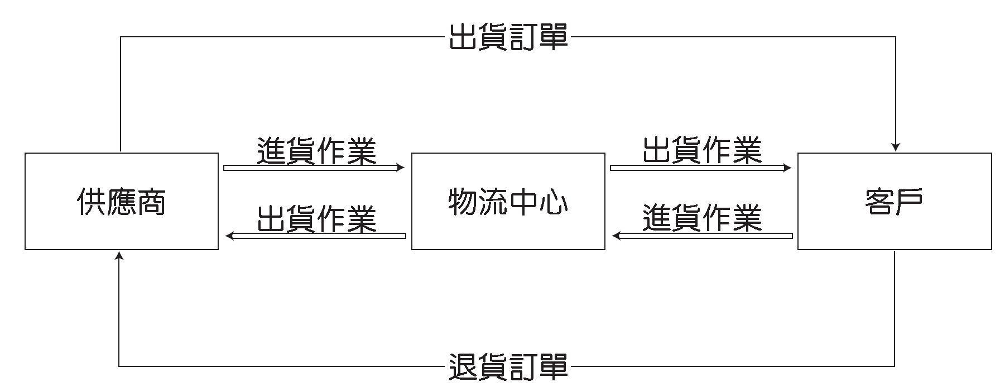 出貨訂單
進貨作業
出貨作業
供應商
物流中心
客戶
出貨作業
進貨作業
退貨訂單